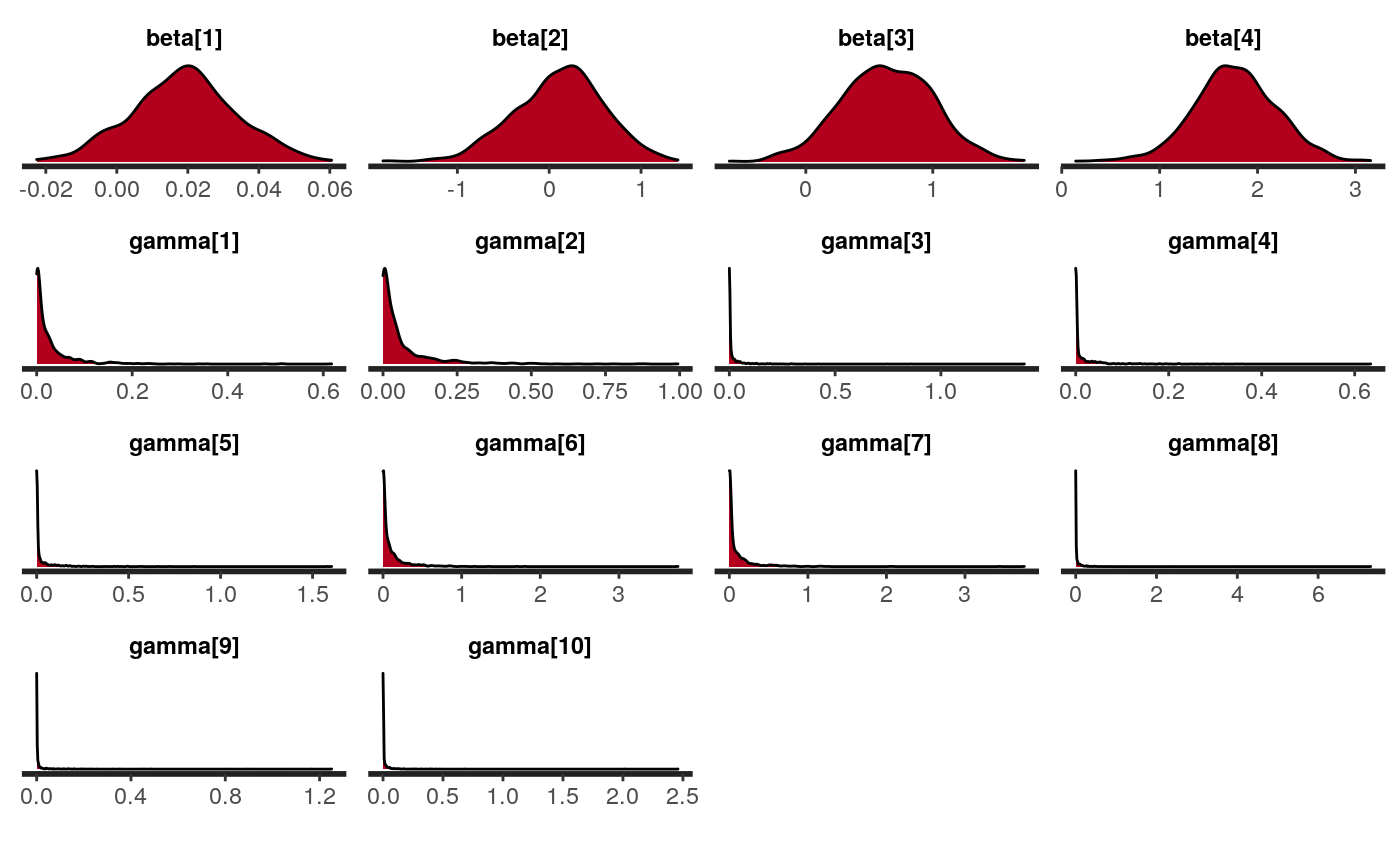 beta[1] beta[2] beta[3] beta[4]
-0.02 0.00 0.02 0.04 0.06 -1 0 1 0 1 0 1 2 3
gamma[1] gamma[2] gamma[3] gamma[4]
0.0 0.2 0.4 0.6 0.00 0.25 0.50 0.75 1.00 0.0 0.5 1.0 0.0 0.2 0.4 0.6
gamma[5] gamma[6] gamma[7] gamma[8]
0.0 0.5 1.0 1.5 0 1 2 3 0 1 2 3 0 2 4 6
gamma[9] gamma[10]
0.0 0.4 0.8 1.2 0.0 0.5 1.0 1.5 2.0 2.5